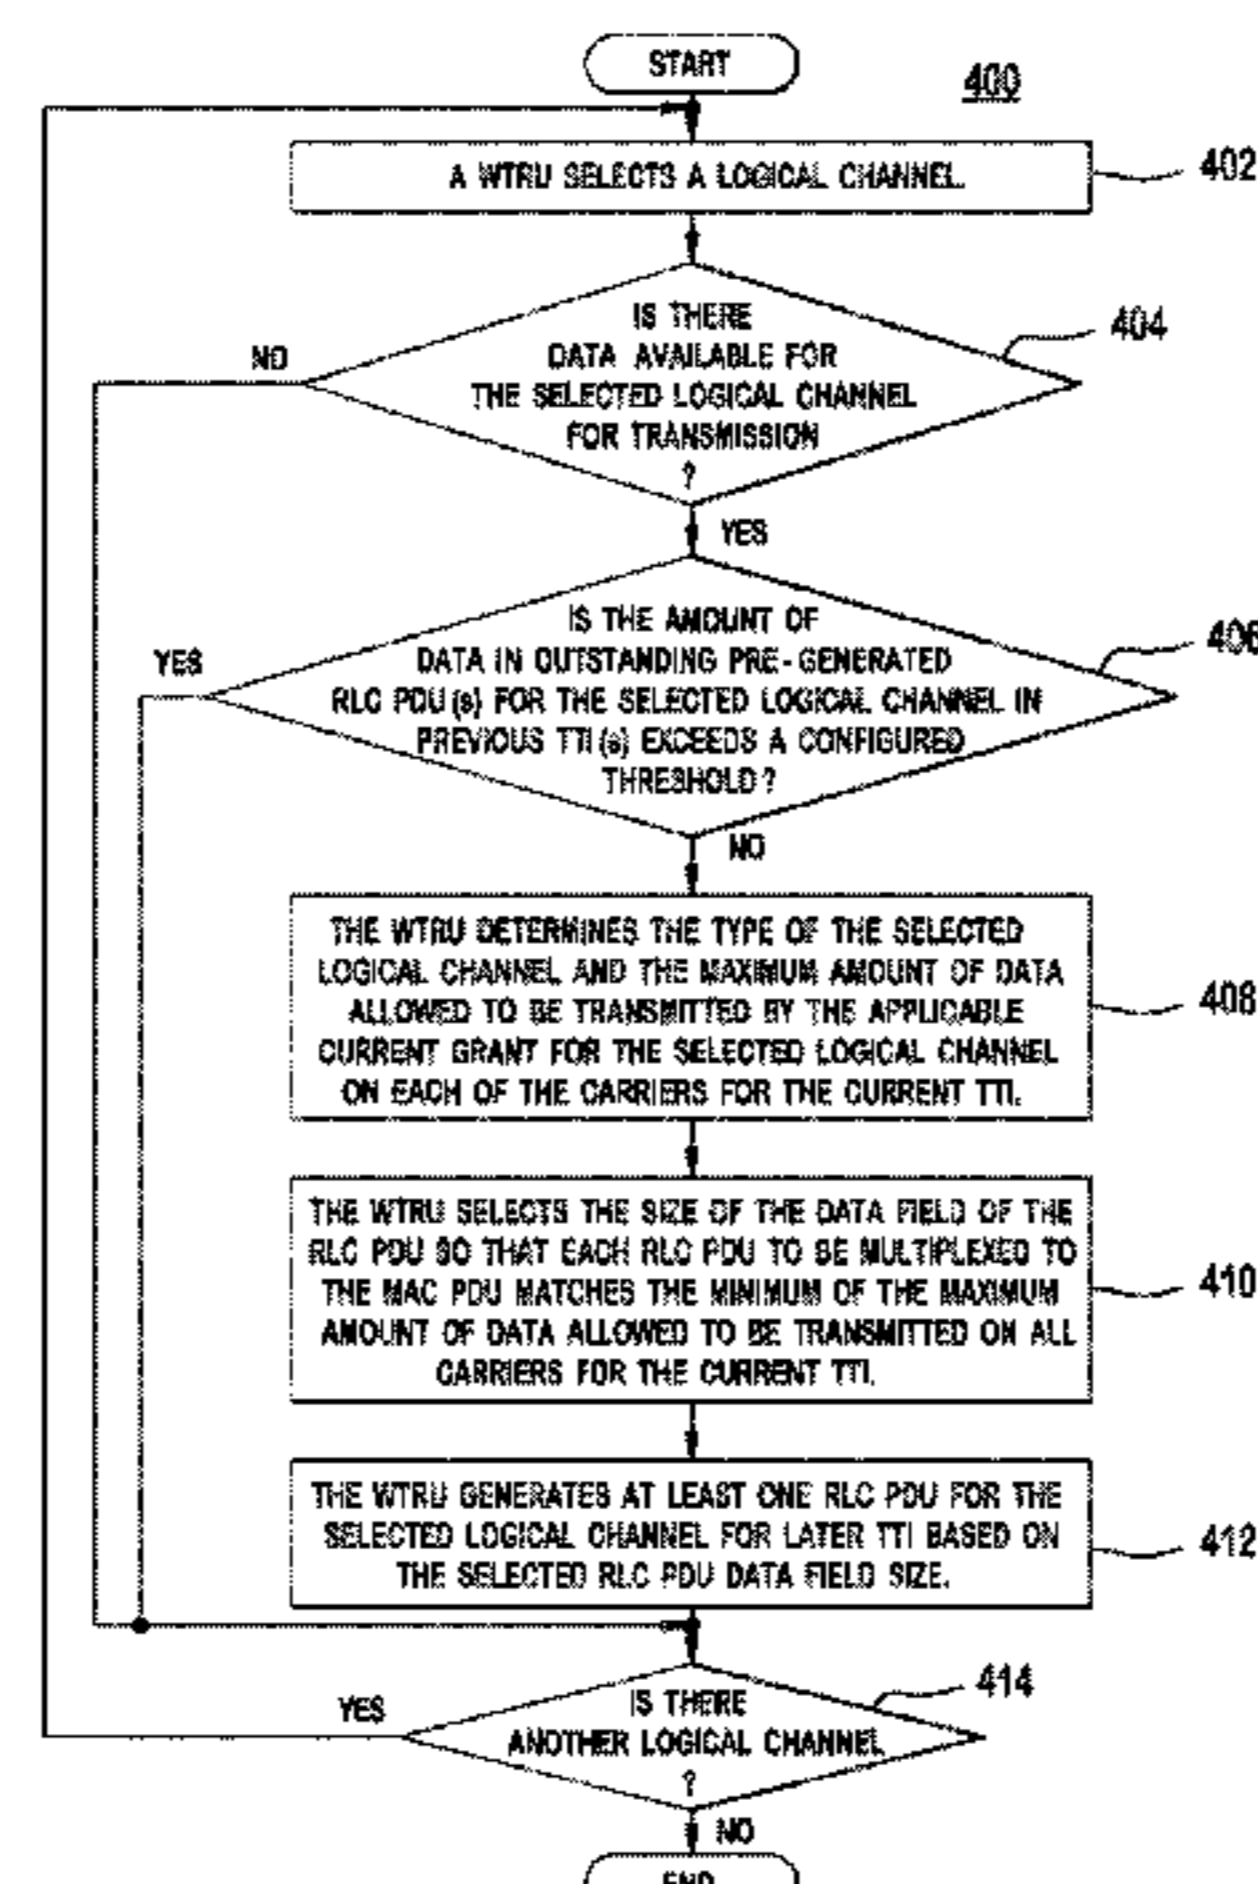 START
400
A WTRU SELECTS A LOGICAL CHANNEL.
402
IS THERE
DATA AVAILABLE FOR
THE SELECTED LOGICAL CHANNEL
FOR TRANSMISSION
?
404
NO
YES
IS THE AMOUNT OF
DATA IN OUTSTANDING PRE-GENERATED
RLC PDU(s) FOR THE SELECTED LOGICAL CHANNEL IN
PREVIOUS TTI(s) EXCEEDS A CONFIGURED
THRESHOLD?
406
YES
NO
THE WTRU DETERMINES THE TYPE OF THE SELECTED
LOGICAL CHANNEL AND THE MAXIMUM AMOUNT OF DATA
ALLOWED TO BE TRANSMITTED BY THE APPLICABLE
CURRENT GRANT FOR THE SELECTED LOGICAL CHANNEL
ON EACH OF THE CARRIERS FOR THE CURRENT TTI.
408
THE WTRU SELECTS THE SIZE OF THE DATA FIELD OF THE
RLC PDU SO THAT EACH RLC PDU TO BE MULTIPLEXED TO
THE MAC PDU MATCHES THE MINIMUM OF THE MAXIMUM
AMOUNT OF DATA ALLOWED TO BE TRANSMITTED ON ALL
CARRIERS FOR THE CURRENT TTI.
410
THE WTRU GENERATES AT LEAST ONE RLC PDU FOR THE
SELECTED LOGICAL CHANNEL FOR LATER TTI BASED ON
THE SELECTED RLC PDU DATA FIELD SIZE.
412
IS THERE
ANOTHER LOGICAL CHANNEL
?
414
YES
NO
END